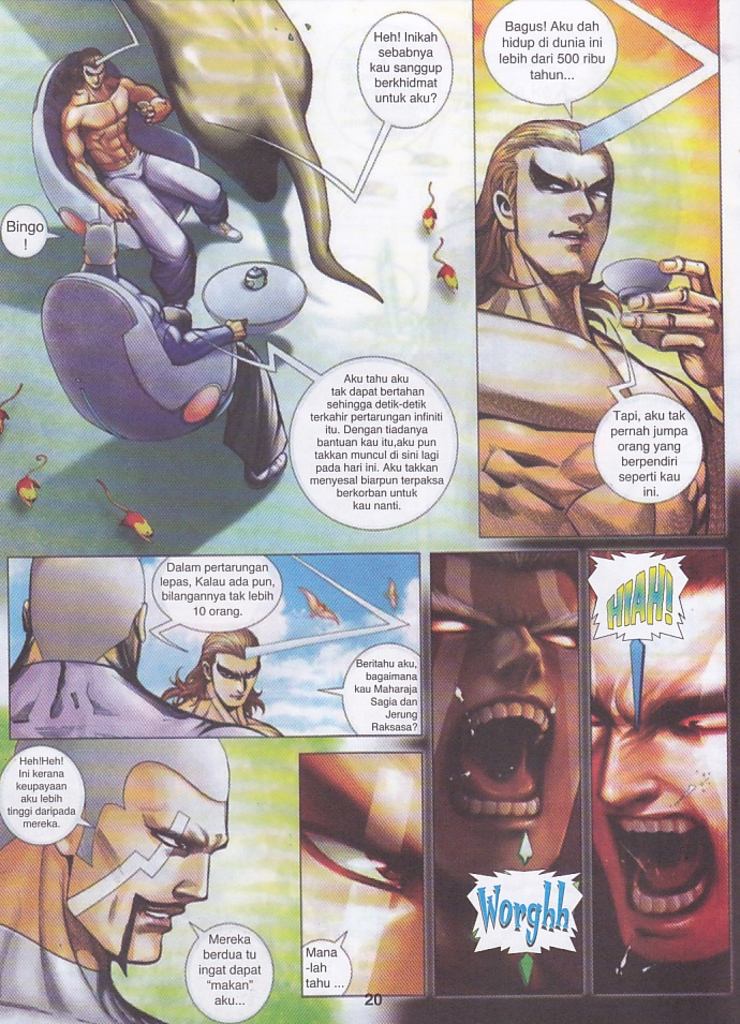 Heh! Inikah
sebabnya
kau sanggup
berkhidmat
untuk aku?
Bingo
!
Aku tahu aku
tak dapat bertahan
sehingga detik-detik
terkahir pertarungan infiniti
itu. Dengan tiadanya
bantuan kau itu,aku pun
takkan muncul di sini lagi
pada hari ini. Aku takkan
menyesal biarpun terpaksa
berkorban untuk
kau nanti.
Bagus! Aku dah
hidup di dunia ini
lebih dari 500 ribu
tahun...
Tapi, aku tak
pernah jumpa
orang yang
berpendiri
seperti kau
ini.
Dalam pertarungan
lepas, Kalau ada pun,
bilangannya tak lebih
10 orang.
Beritahu aku,
bagaimana
kau Maharaja
Sagia dan
Jerung
Raksasa?
Heh!Heh!
Ini kerana
keupayaan
aku lebih
tinggi daripada
mereka.
Mereka
berdua tu
ingat dapat
"makan"
aku...
Mana
-lah
tahu ...
Worghh
HIAH!
20